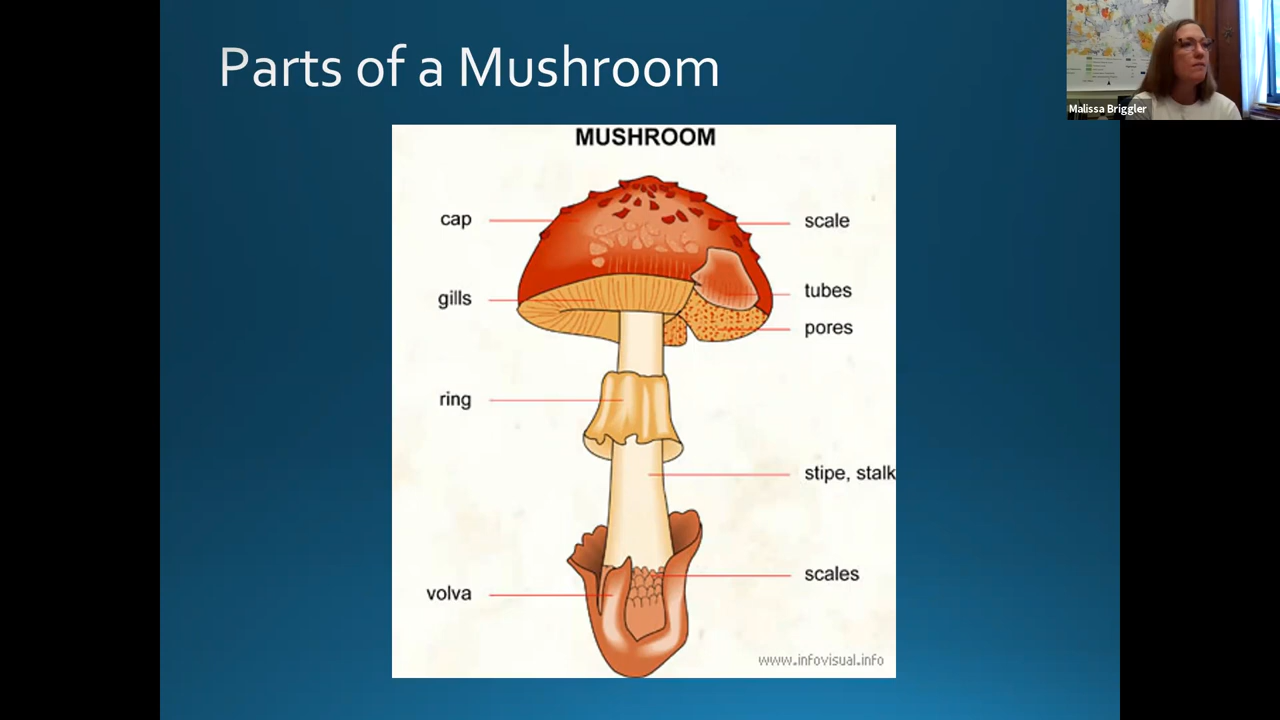 Parts of a Mushroom
Malissa Briggler
MUSHROOM
cap
scale
gills
tubes
pores
ring
stipe, stalk
scales
volva
www.infovisual.info